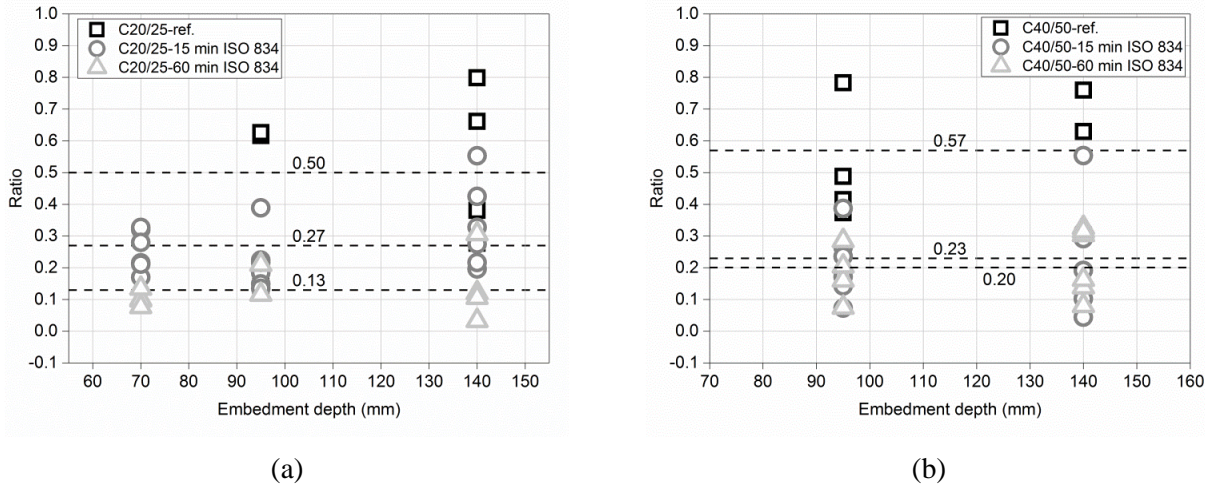 1.0
0.9
0.8
0.7
0.6
0.5
0.4
0.3
0.2
0.1
0.0
-0.1
Ratio
C20/25-ref.
C20/25-15 min ISO 834
C20/25-60 min ISO 834
0.50
0.27
0.13
60 70 80 90 100 110 120 130 140 150
Embedment depth (mm)
(a)
1.0
0.9
0.8
0.7
0.6
0.5
0.4
0.3
0.2
0.1
0.0
-0.1
Ratio
C40/50-ref.
C40/50-15 min ISO 834
C40/50-60 min ISO 834
0.57
0.23
0.20
70 80 90 100 110 120 130 140 150 160
Embedment depth (mm)
(b)